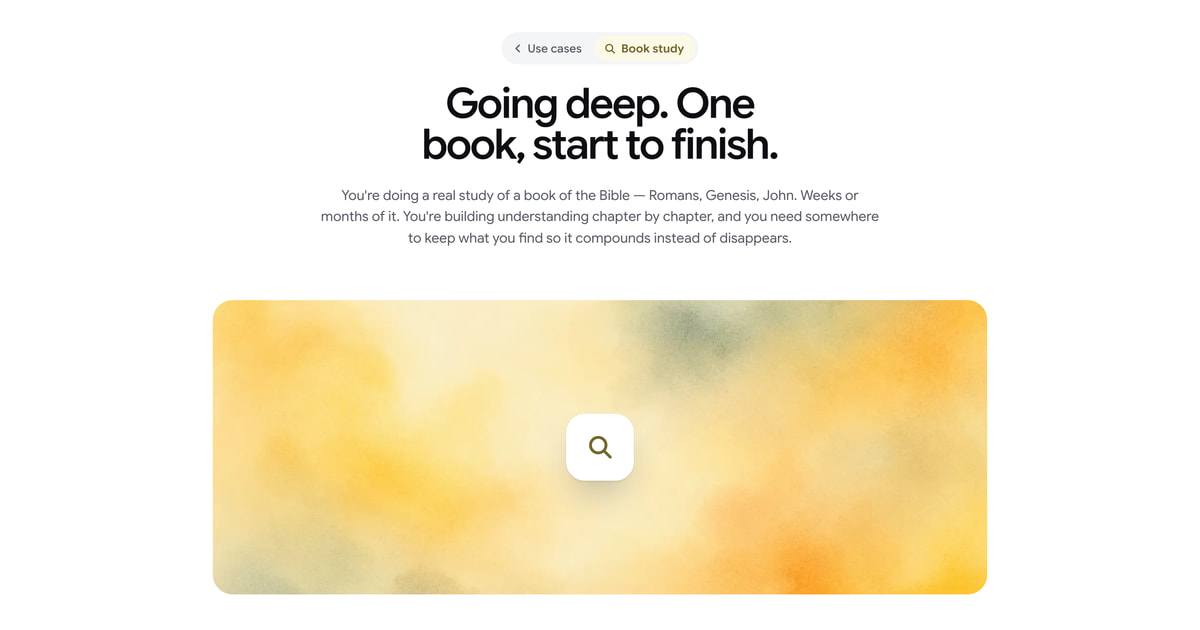 Use cases
Book study
Going deep. One
book, start to finish.
You're doing a real study of a book of the Bible — Romans, Genesis, John. Weeks or
months of it. You're building understanding chapter by chapter, and you need somewhere
to keep what you find so it compounds instead of disappears.